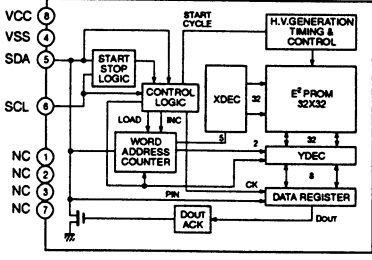 VCC 8
VSS 4
SDA 5
SCL 6
NC 1
NC 2
NC 3
NC 7
START
CYCLE
H.V.GENERATION
TIMING &
CONTROL
START
STOP
LOGIC
CONTROL
LOGIC
LOAD
INC
WORD
ADDRESS
COUNTER
XDEC
32
E² PROM
32X32
5
2
32
YDEC
8
PIN
CK
DATA REGISTER
DOUT
ACK
DOUT